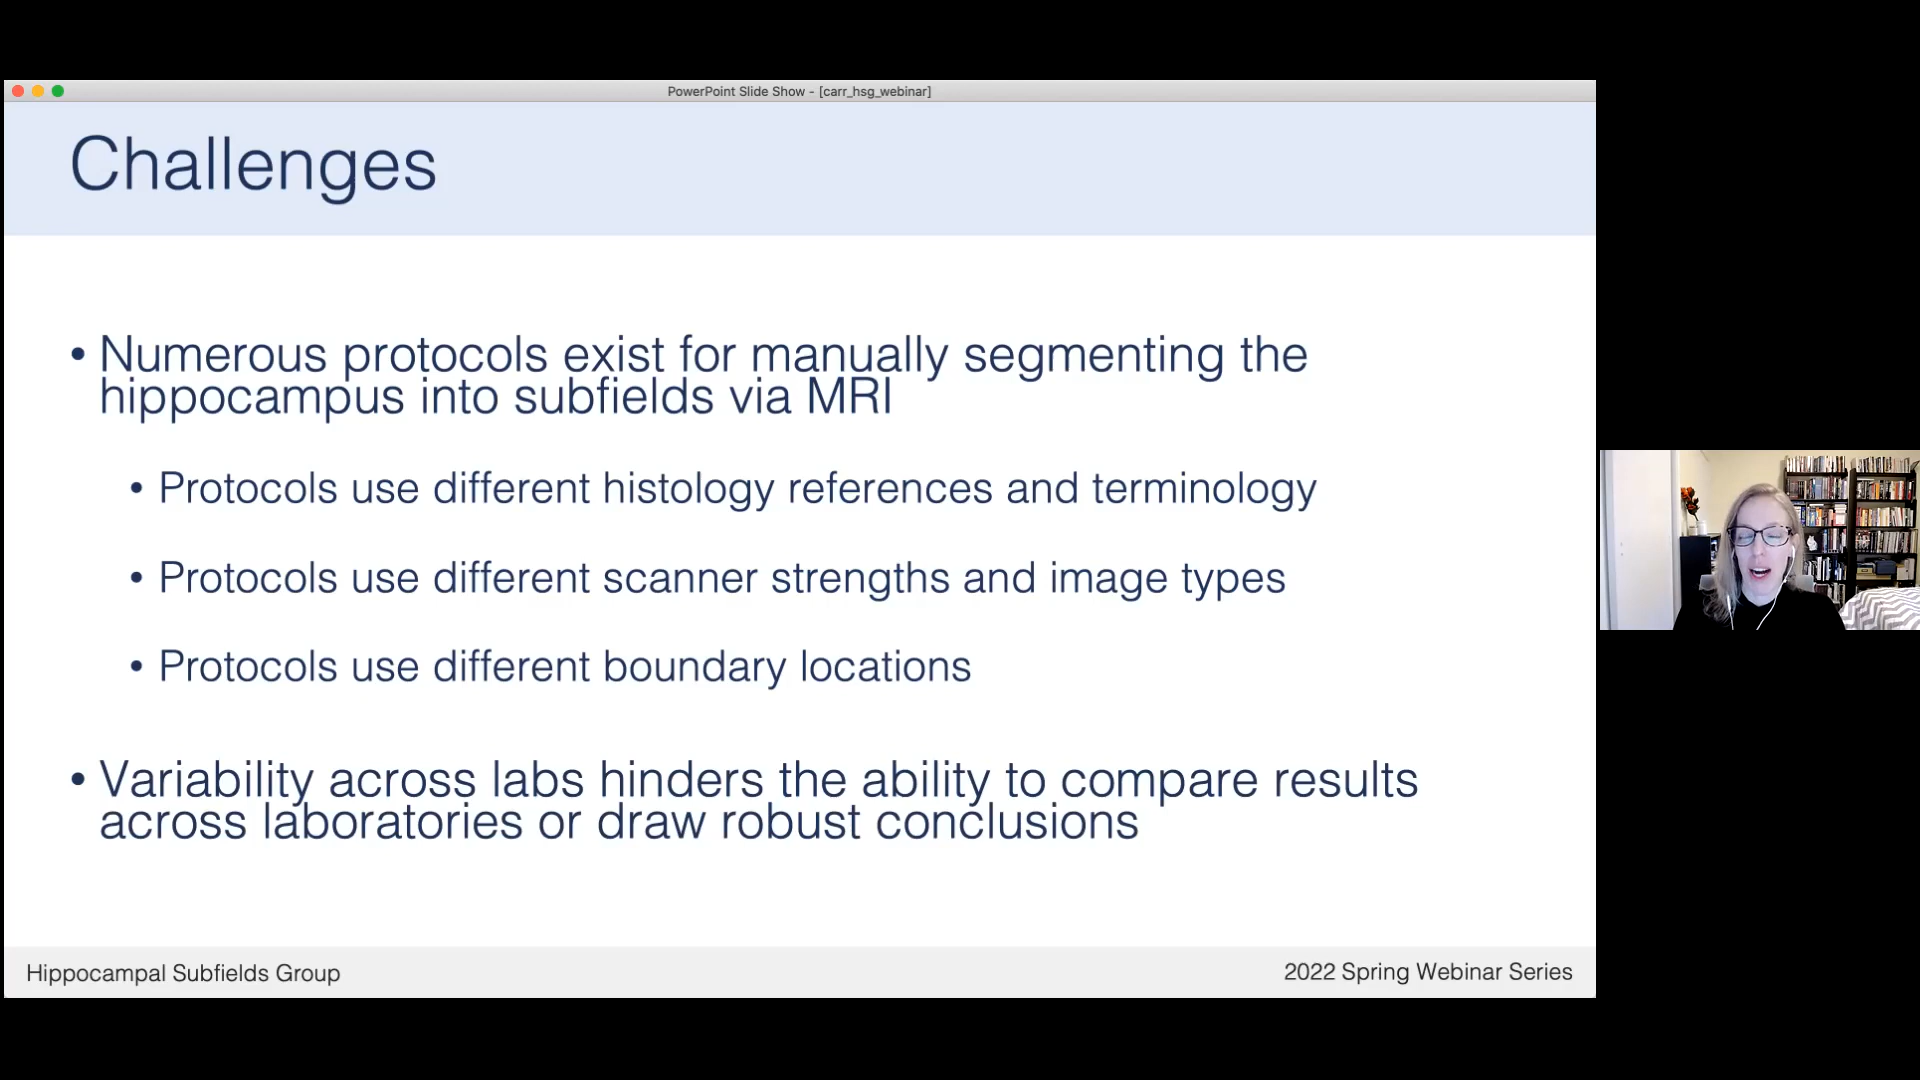 PowerPoint Slide Show - [carr_hsg_webinar]
Challenges
• Numerous protocols exist for manually segmenting the
hippocampus into subfields via MRI
• Protocols use different histology references and terminology
• Protocols use different scanner strengths and image types
• Protocols use different boundary locations
• Variability across labs hinders the ability to compare results
across laboratories or draw robust conclusions
Hippocampal Subfields Group
2022 Spring Webinar Series